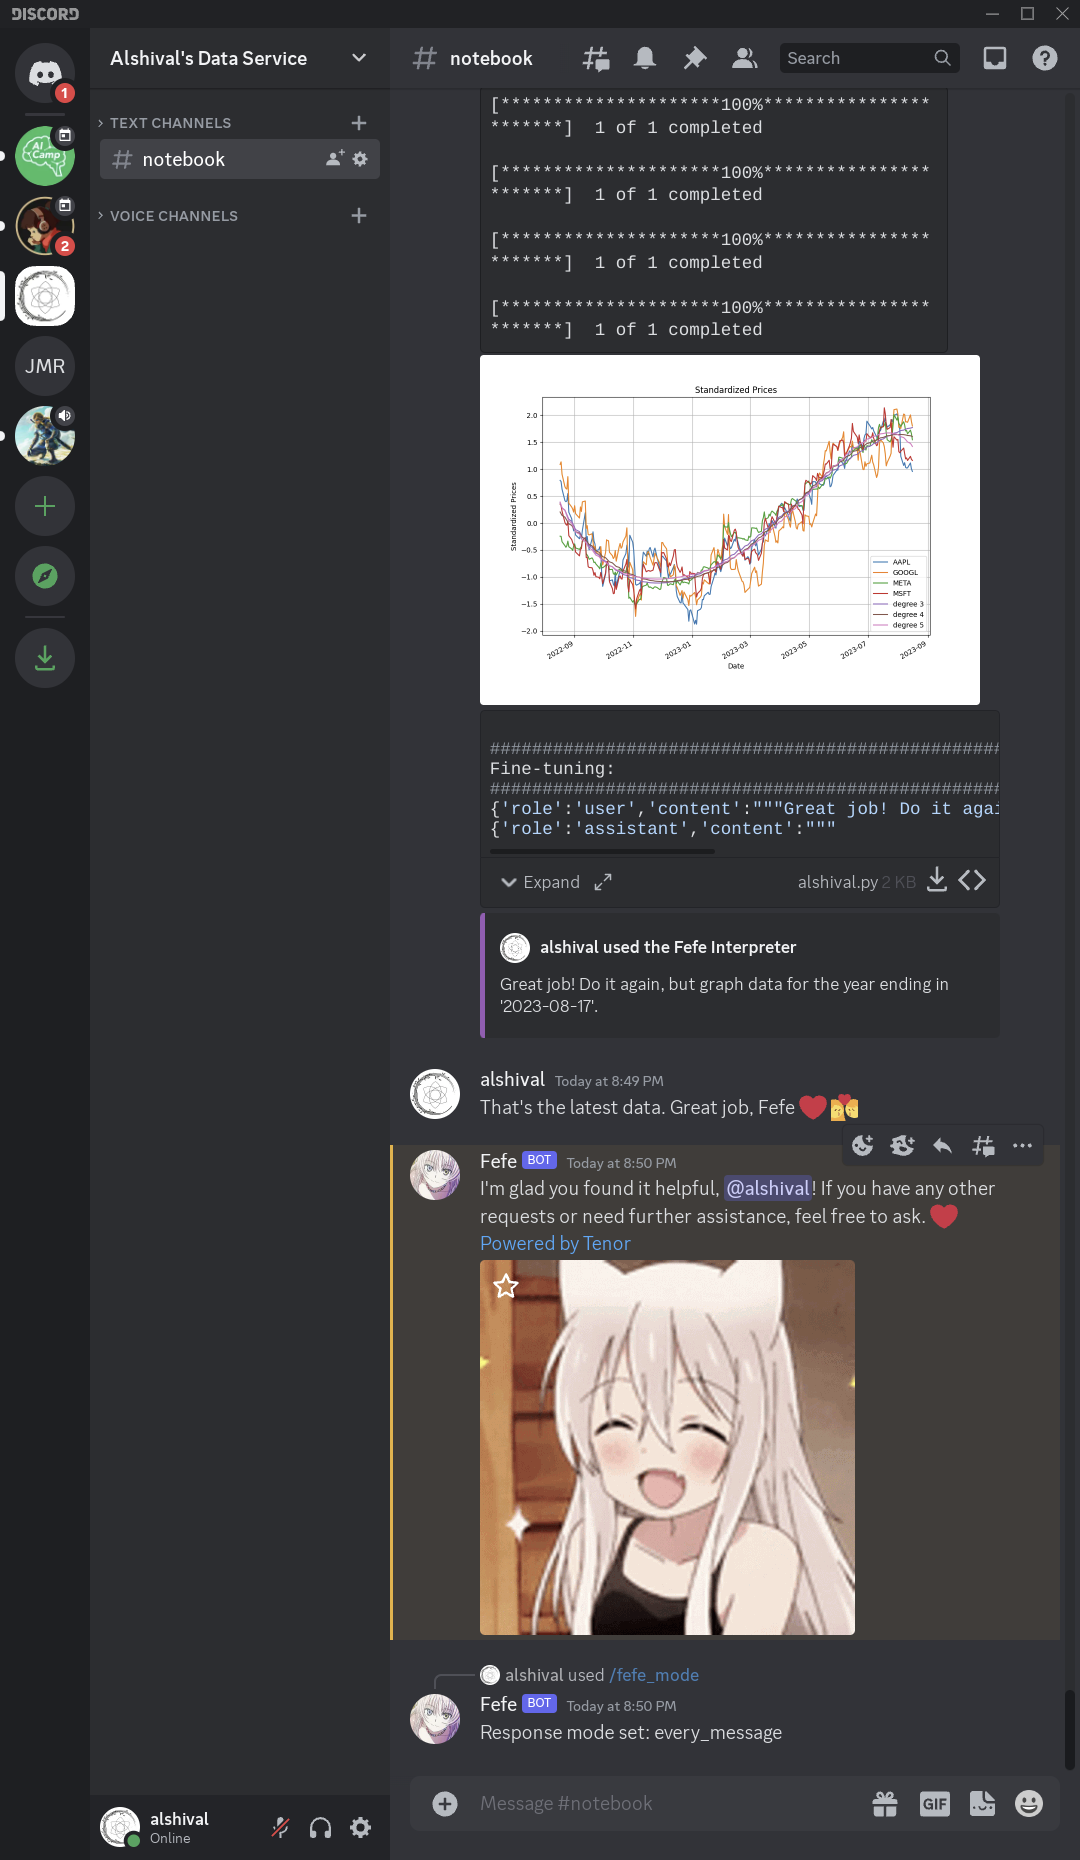 DISCORD
1
AI
Camp
2
JMR
Alshival's Data Service
TEXT CHANNELS
notebook
VOICE CHANNELS
alshival
Online
notebook
Search
[*********************100%****************
*******]  1 of 1 completed
[*********************100%****************
*******]  1 of 1 completed
[*********************100%****************
*******]  1 of 1 completed
[*********************100%****************
*******]  1 of 1 completed
Standardized Prices
Standardized Prices
2.0
1.5
1.0
0.5
0.0
−0.5
−1.0
−1.5
−2.0
AAPL
GOOGL
META
MSFT
degree 3
degree 4
degree 5
2022-09
2022-11
2023-01
2023-03
2023-05
2023-07
2023-09
Date
#################################################
Fine-tuning:
#################################################
{'role':'user','content':"""Great job! Do it agai
{'role':'assistant','content':"""
Expand
alshival.py 2 KB
alshival used the Fefe Interpreter
Great job! Do it again, but graph data for the year ending in
'2023-08-17'.
alshival Today at 8:49 PM
That's the latest data. Great job, Fefe
Fefe BOT Today at 8:50 PM
I'm glad you found it helpful, @alshival! If you have any other
requests or need further assistance, feel free to ask.
Powered by Tenor
alshival used /fefe_mode
Fefe BOT Today at 8:50 PM
Response mode set: every_message
Message #notebook
GIF